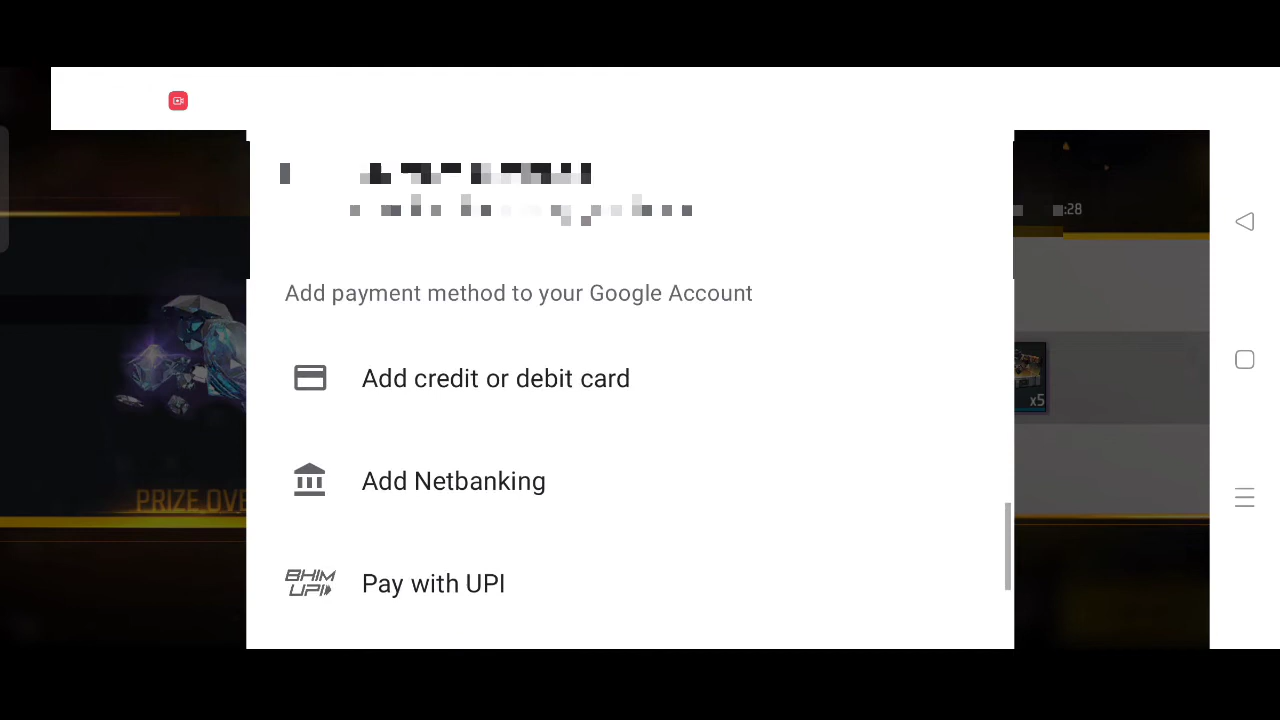 :28
Add payment method to your Google Account
Add credit or debit card
x5
Add Netbanking
PRIZE OVE
BHIM
UPI
Pay with UPI